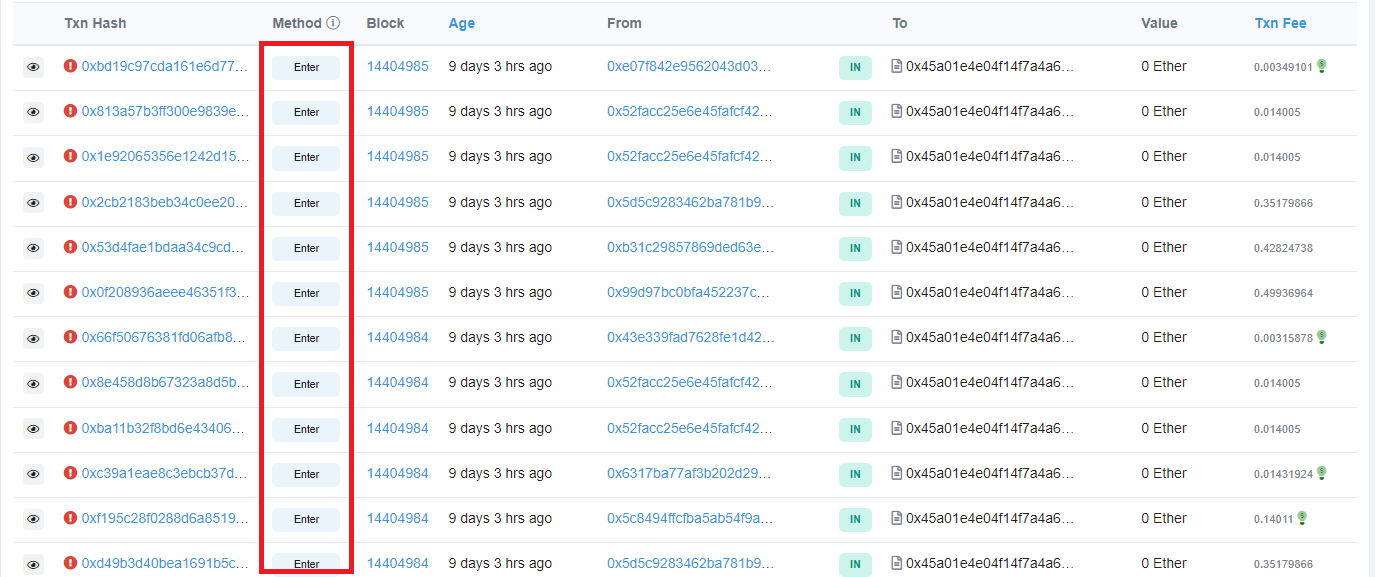 Txn Hash Method Block Age From To Value Txn Fee
0xbd19c97cda161e6d77... Enter 14404985 9 days 3 hrs ago 0xe07f842e9562043d03... IN 0x45a01e4e04f14f7a4a6... 0 Ether 0.00349101
0x813a57b3ff300e9839e... Enter 14404985 9 days 3 hrs ago 0x52facc25e6e45fafcf42... IN 0x45a01e4e04f14f7a4a6... 0 Ether 0.014005
0x1e92065356e1242d15... Enter 14404985 9 days 3 hrs ago 0x52facc25e6e45fafcf42... IN 0x45a01e4e04f14f7a4a6... 0 Ether 0.014005
0x2cb2183beb34c0ee20... Enter 14404985 9 days 3 hrs ago 0x5d5c9283462ba781b9... IN 0x45a01e4e04f14f7a4a6... 0 Ether 0.35179866
0x53d4fae1bdaa34c9cd... Enter 14404985 9 days 3 hrs ago 0xb31c29857869ded63e... IN 0x45a01e4e04f14f7a4a6... 0 Ether 0.42824738
0x0f208936aeee46351f3... Enter 14404985 9 days 3 hrs ago 0x99d97bc0bfa452237c... IN 0x45a01e4e04f14f7a4a6... 0 Ether 0.49936964
0x66f50676381fd06afb8... Enter 14404984 9 days 3 hrs ago 0x43e339fad7628fe1d42... IN 0x45a01e4e04f14f7a4a6... 0 Ether 0.00315878
0x8e458d8b67323a8d5b... Enter 14404984 9 days 3 hrs ago 0x52facc25e6e45fafcf42... IN 0x45a01e4e04f14f7a4a6... 0 Ether 0.014005
0xba11b32f8bd6e43406... Enter 14404984 9 days 3 hrs ago 0x52facc25e6e45fafcf42... IN 0x45a01e4e04f14f7a4a6... 0 Ether 0.014005
0xc39a1eae8c3ebcb37d... Enter 14404984 9 days 3 hrs ago 0x6317ba77af3b202d29... IN 0x45a01e4e04f14f7a4a6... 0 Ether 0.01431924
0xf195c28f0288d6a8519... Enter 14404984 9 days 3 hrs ago 0x5c8494ffcfba5ab54f9a... IN 0x45a01e4e04f14f7a4a6... 0 Ether 0.14011
0xd49b3d40bea1691b5c... Enter 14404984 9 days 3 hrs ago 0x5d5c9283462ba781b9... IN 0x45a01e4e04f14f7a4a6... 0 Ether 0.35179866